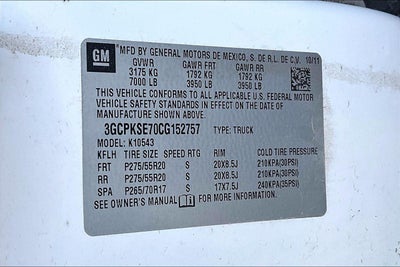 GM
MFD BY GENERAL MOTORS DE MEXICO, S. DE R.L. DE C.V. 10/11
GVWR GAWR FRT GAWR RR
3175 KG 1792 KG 1792 KG
7000 LB 3950 LB 3950 LB
THIS VEHICLE CONFORMS TO ALL APPLICABLE U.S. FEDERAL MOTOR
VEHICLE SAFETY STANDARDS IN EFFECT ON THE DATE OF
MANUFACTURE SHOWN ABOVE.
3GCPKSE70CG152757 TYPE: TRUCK
MODEL: K10543
KFLH TIRE SIZE SPEED RTG RIM COLD TIRE PRESSURE
FRT P275/55R20 S 20X8.5J 210KPA(30PSI)
RR P275/55R20 S 20X8.5J 210KPA(30PSI)
SPA P265/70R17 S 17X7.5J 240KPA(35PSI)
SEE OWNER'S MANUAL FOR MORE INFORMATION.